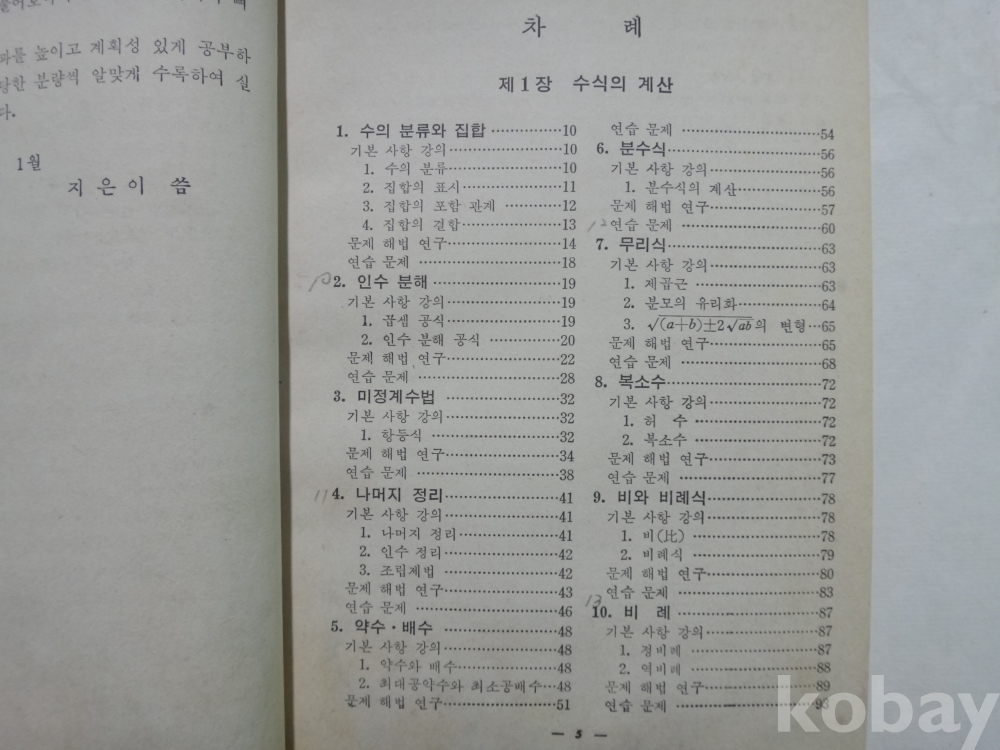 빠를 높이고 계획성 있게 공부하
당한 분량씩 알맞게 수록하여 실
다.
1월
지 은 이 씀
차 례
제1장 수식의 계산
1. 수의 분류와 집합 ……………10
기본 사항 강의……………10
1. 수의 분류……………10
2. 집합의 표시……………11
3. 집합의 포함 관계 ………12
4. 집합의 결합……………13
문제 해법 연구……………14
연습 문제 ……………18
2. 인수 분해……………19
기본 사항 강의……………19
1. 곱셈 공식……………19
2. 인수 분해 공식 …………20
문제 해법 연구……………22
연습 문제 ……………28
3. 미정계수법 ……………32
기본 사항 강의……………32
1. 항등식 ……………32
문제 해법 연구……………34
연습 문제 ……………38
11 4. 나머지 정리……………41
기본 사항 강의……………41
1. 나머지 정리……………41
2. 인수 정리……………42
3. 조립제법 ……………42
문제 해법 연구……………43
연습 문제 ……………46
5. 약수·배수 ……………48
기본 사항 강의……………48
1. 약수와 배수……………48
2. 최대공약수와 최소공배수…48
문제 해법 연구……………51
연습 문제 ……………54
6. 분수식……………56
기본 사항 강의……………56
1. 분수식의 계산……………56
문제 해법 연구……………57
12 연습 문제 ……………60
7. 무리식……………63
기본 사항 강의……………63
1. 제곱근 ……………63
2. 분모의 유리화……………64
3. √(a+b)±2√ab의 변형…65
문제 해법 연구……………65
연습 문제 ……………68
8. 복소수……………72
기본 사항 강의……………72
1. 허 수 ……………72
2. 복소수……………72
문제 해법 연구……………73
연습 문제 ……………77
9. 비와 비례식……………78
기본 사항 강의……………78
1. 비(比) ……………78
2. 비례식……………79
문제 해법 연구……………80
연습 문제 ……………83
13
10. 비 례 ……………87
기본 사항 강의……………87
1. 정비례 ……………87
2. 역비례……………88
문제 해법 연구……………89
연습 문제 ……………93
— 5 —
kobay